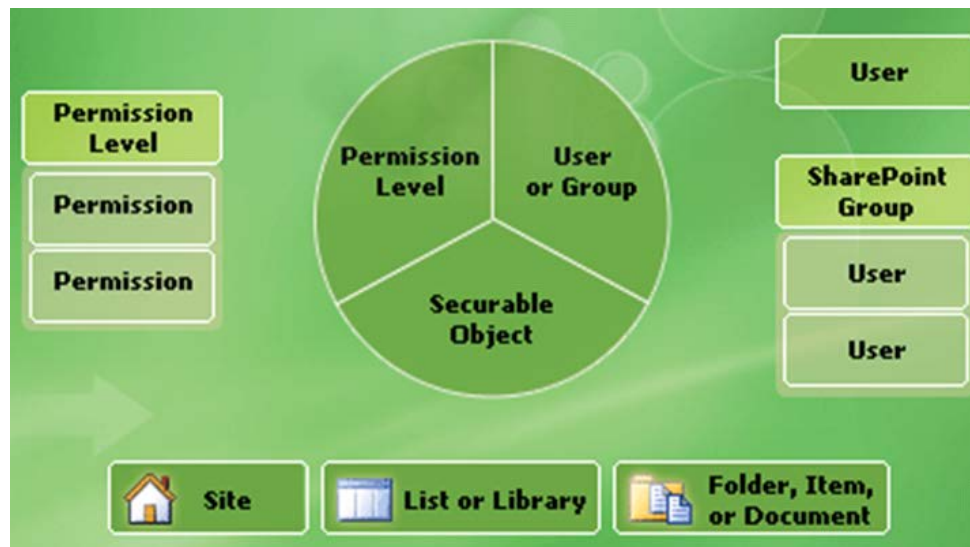 Permission
Level
Permission
Permission
Permission
Level
User
or Group
Securable
Object
User
SharePoint
Group
User
User
Site
List or Library
Folder, Item,
or Document